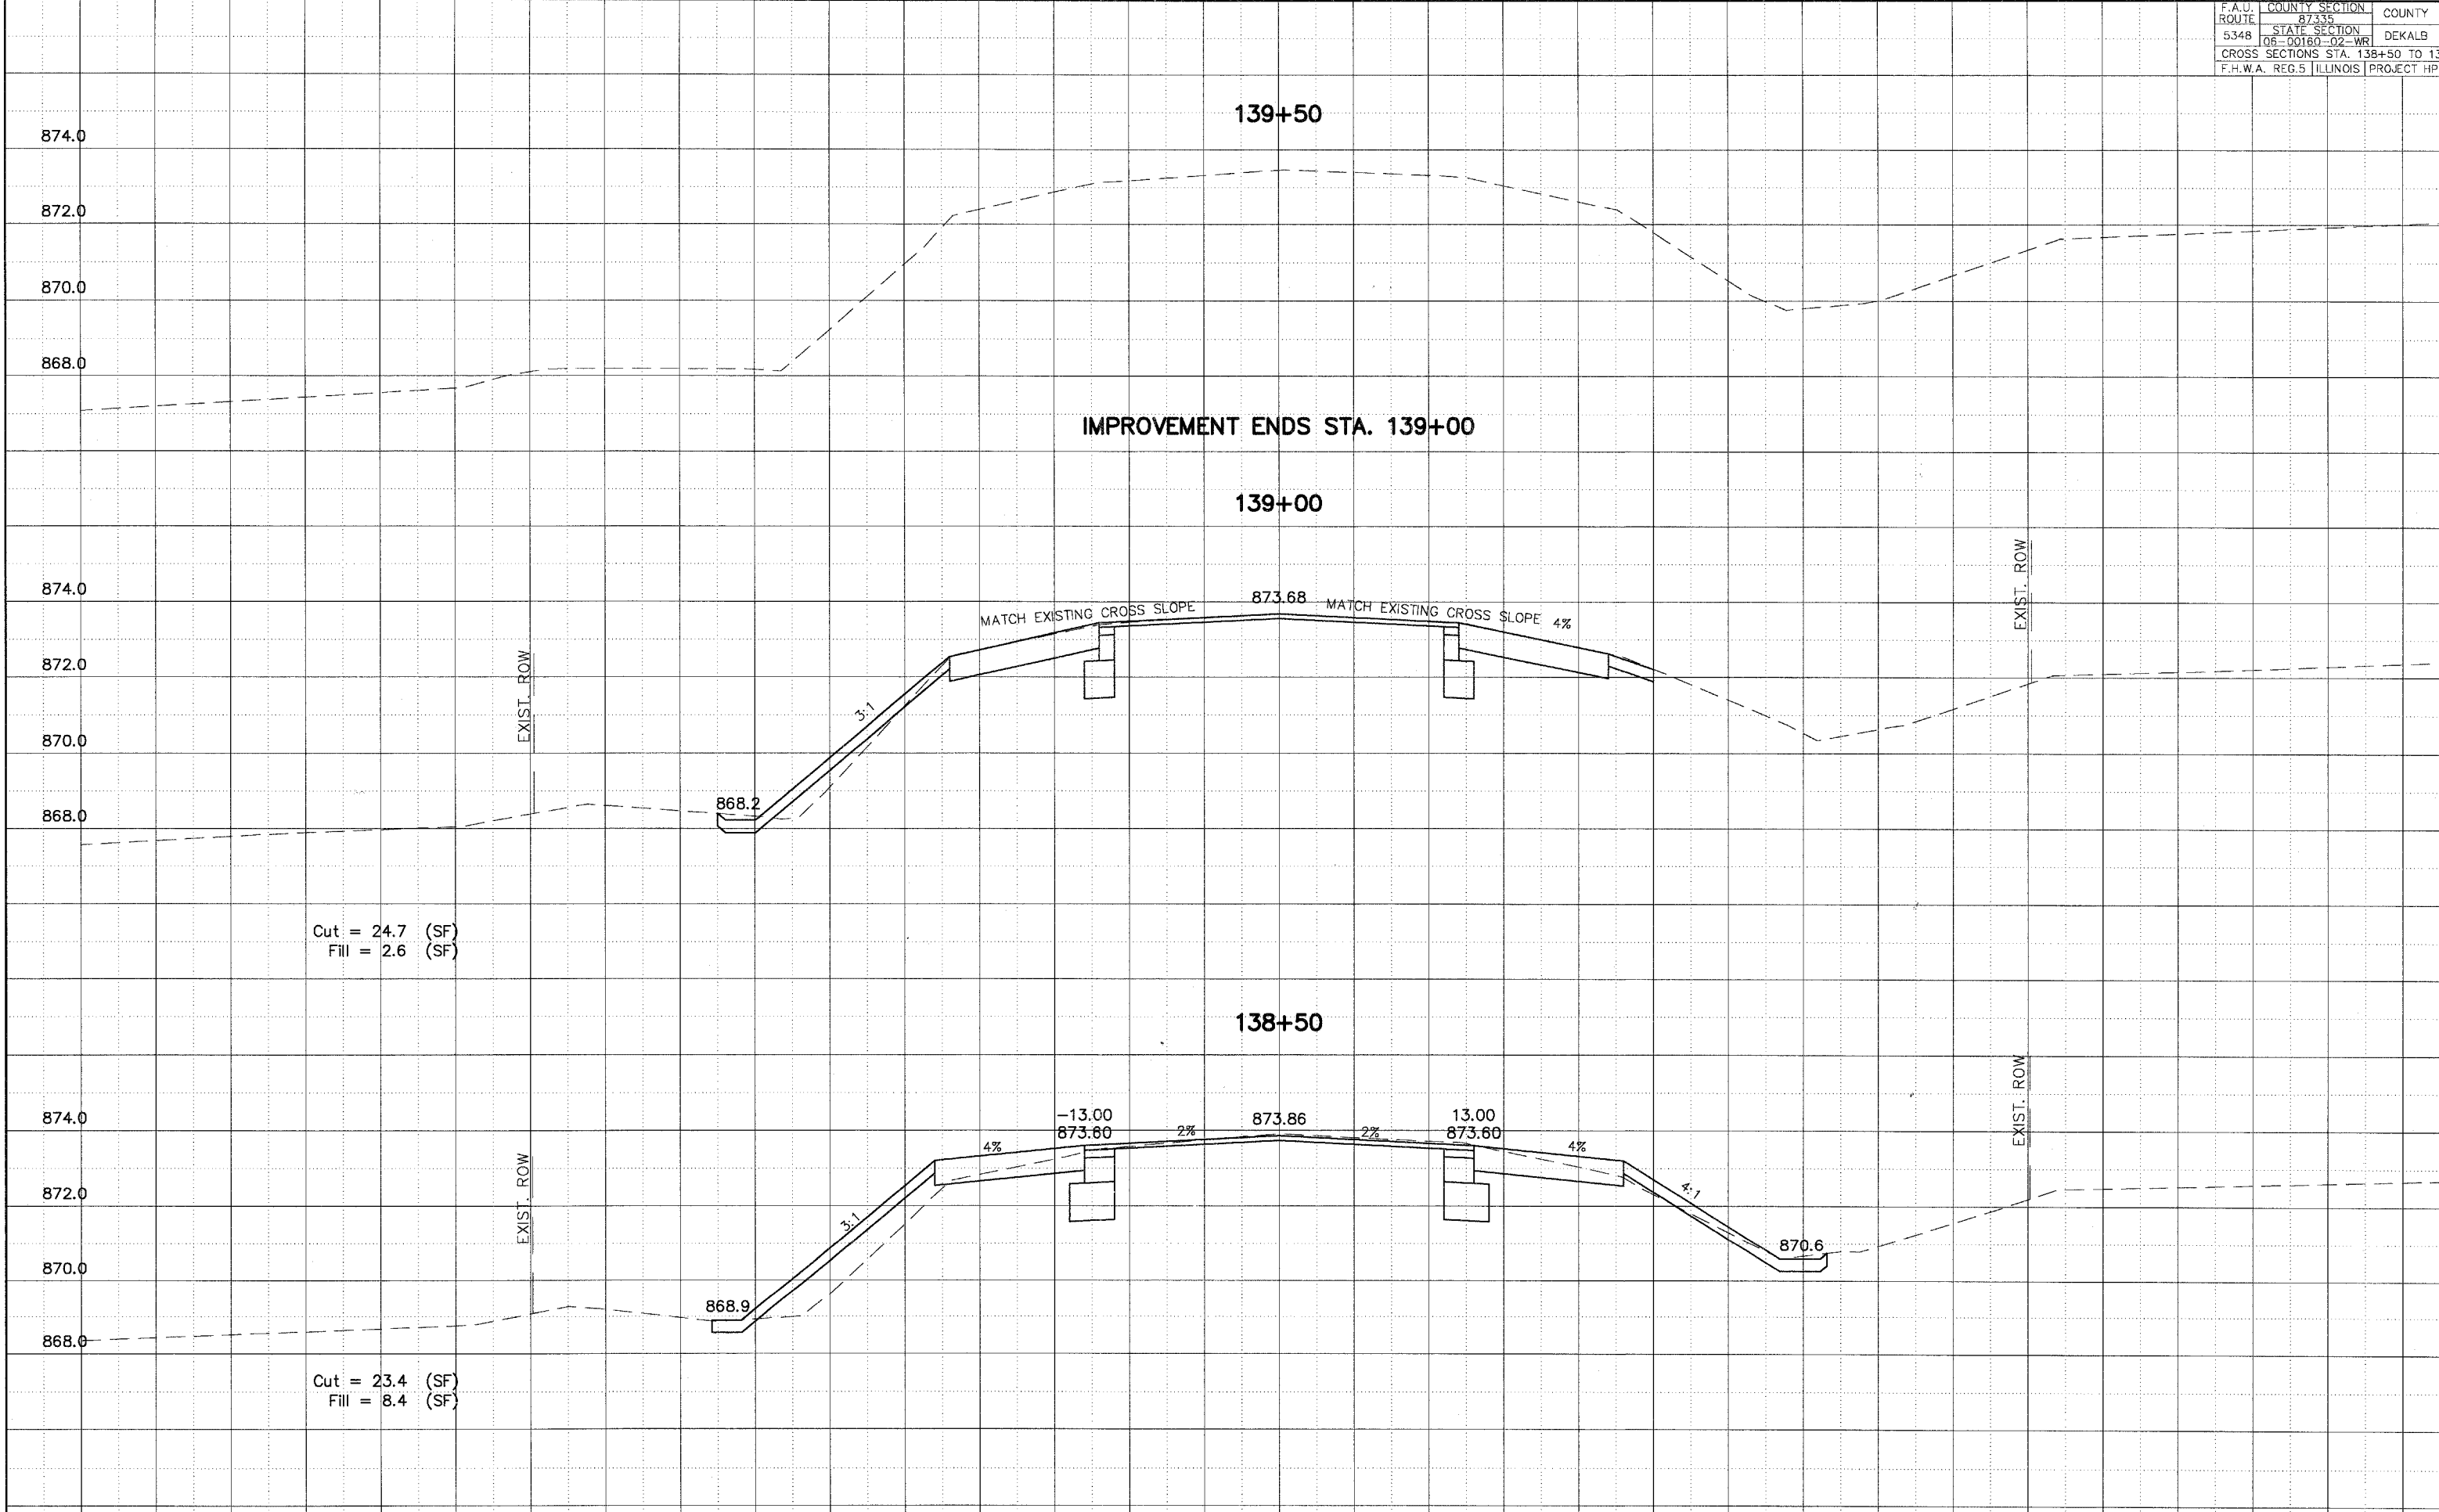 F.A.U. ROUTE
COUNTY SECTION
COUNTY
87335
5348
STATE SECTION
DEKALB
06-00160-02-WR
CROSS SECTIONS STA. 138+50 TO
F.H.W.A. REG.5
ILLINOIS
PROJECT
139+50
874.0
872.0
870.0
868.0
IMPROVEMENT ENDS STA. 139+00
139+00
874.0
872.0
870.0
868.0
EXIST. ROW
MATCH EXISTING CROSS SLOPE
873.68
MATCH EXISTING CROSS SLOPE
4%
EXIST. ROW
3:1
868.2
Cut = 24.7 (SF)
Fill = 2.6 (SF)
138+50
874.0
872.0
870.0
868.0
EXIST. ROW
-13.00
873.60
873.86
13.00
873.60
4%
2%
2%
4%
EXIST. ROW
3:1
4:1
868.9
870.6
Cut = 23.4 (SF)
Fill = 8.4 (SF)